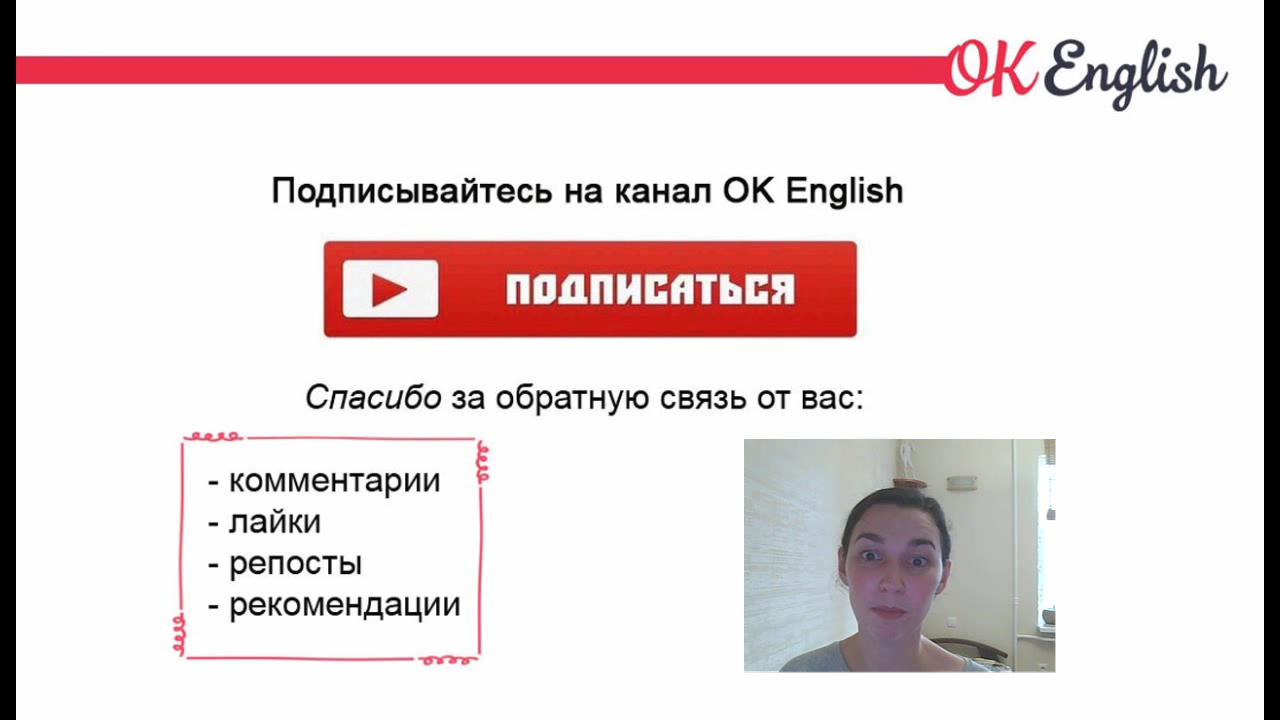 OK English
Подписывайтесь на канал OK English
ПОДПИСАТЬСЯ
Спасибо за обратную связь от вас:
- комментарии
- лайки
- репосты
- рекомендации